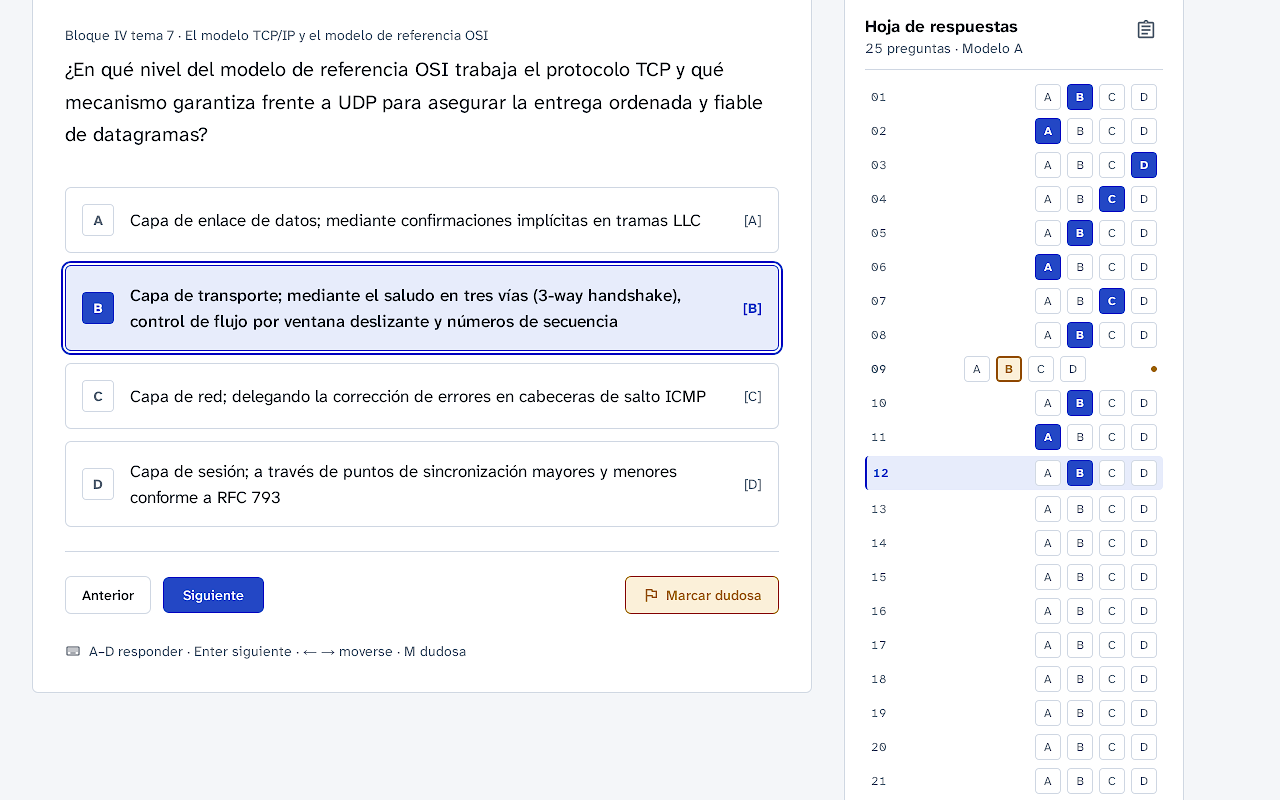 Bloque IV tema 7 · El modelo TCP/IP y el modelo de referencia OSI
¿En qué nivel del modelo de referencia OSI trabaja el protocolo TCP y qué
mecanismo garantiza frente a UDP para asegurar la entrega ordenada y fiable
de datagramas?
A Capa de enlace de datos; mediante confirmaciones implícitas en tramas LLC [A]
B Capa de transporte; mediante el saludo en tres vías (3-way handshake),
control de flujo por ventana deslizante y números de secuencia [B]
C Capa de red; delegando la corrección de errores en cabeceras de salto ICMP [C]
D Capa de sesión; a través de puntos de sincronización mayores y menores
conforme a RFC 793 [D]
Anterior Siguiente Marcar dudosa
A–D responder · Enter siguiente · ← → moverse · M dudosa
Hoja de respuestas
25 preguntas · Modelo A
01 A B C D
02 A B C D
03 A B C D
04 A B C D
05 A B C D
06 A B C D
07 A B C D
08 A B C D
09 A B C D
10 A B C D
11 A B C D
12 A B C D
13 A B C D
14 A B C D
15 A B C D
16 A B C D
17 A B C D
18 A B C D
19 A B C D
20 A B C D
21 A B C D